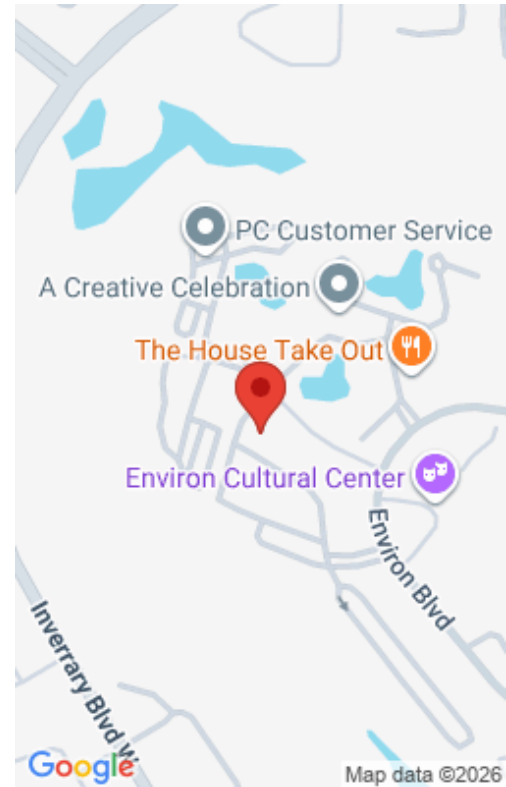 PC Customer Service
A Creative Celebration
The House Take Out
Environ Cultural Center
Environ Blvd
Inverrary Blvd W
Google
Map data ©2026